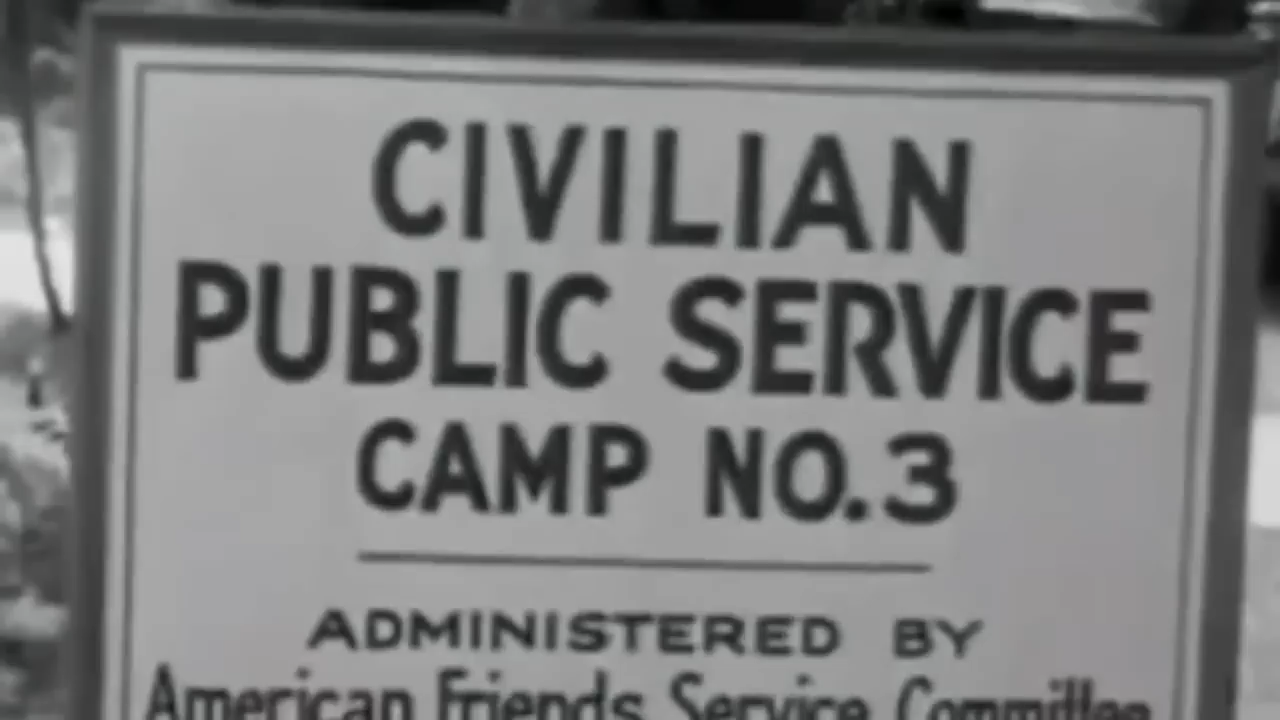 CIVILIAN
PUBLIC SERVICE
CAMP NO.3
ADMINISTERED BY
American Friends Service Committee